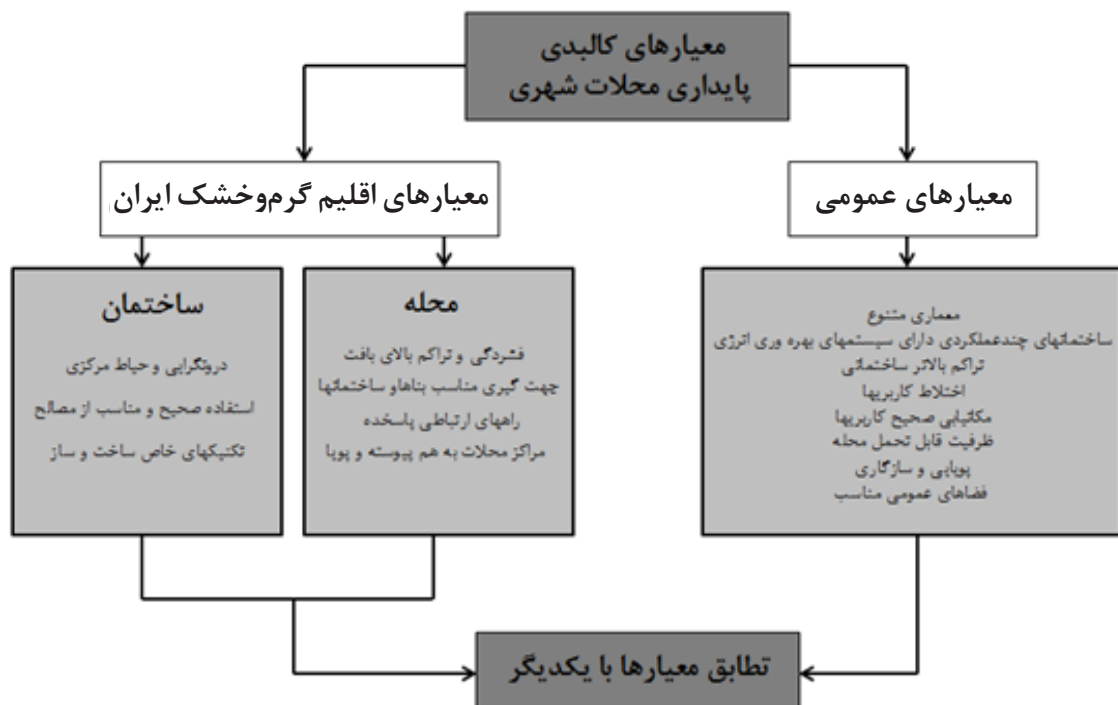 معیارهای کالبدی
پایداری محلات شهری
معیارهای عمومی
معیارهای اقلیم گرم‌وخشک ایران
معماری متنوع
ساختمانهای چندعملکردی دارای سیستمهای بهره وری انرژی
تراکم بالاتر ساختمانی
اختلاط کاربریها
مکانیابی صحیح کاربریها
ظرفیت قابل تحمل محله
پویایی و سازگاری
فضاهای عمومی مناسب
محله
فشردگی و تراکم بالای بافت
جهت گیری مناسب بناهاو ساختمانها
راههای ارتباطی پاسخده
مراکز محلات به هم پیوسته و پویا
ساختمان
درونگرایی و حیاط مرکزی
استفاده صحیح و مناسب از مصالح
تکنیکهای خاص ساخت و ساز
تطابق معیارها با یکدیگر